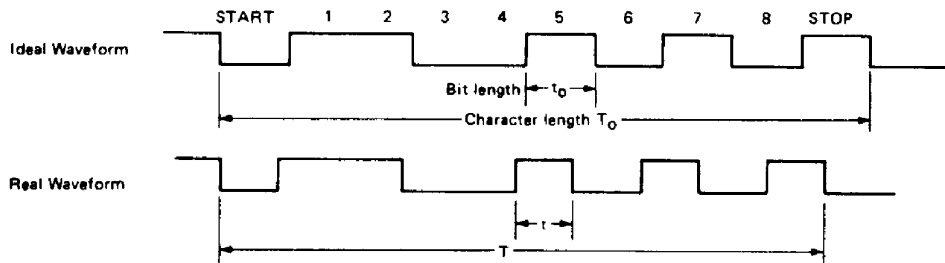 START 1 2 3 4 5 6 7 8 STOP
Ideal Waveform
Bit length t₀
Character length T₀
Real Waveform
t
T